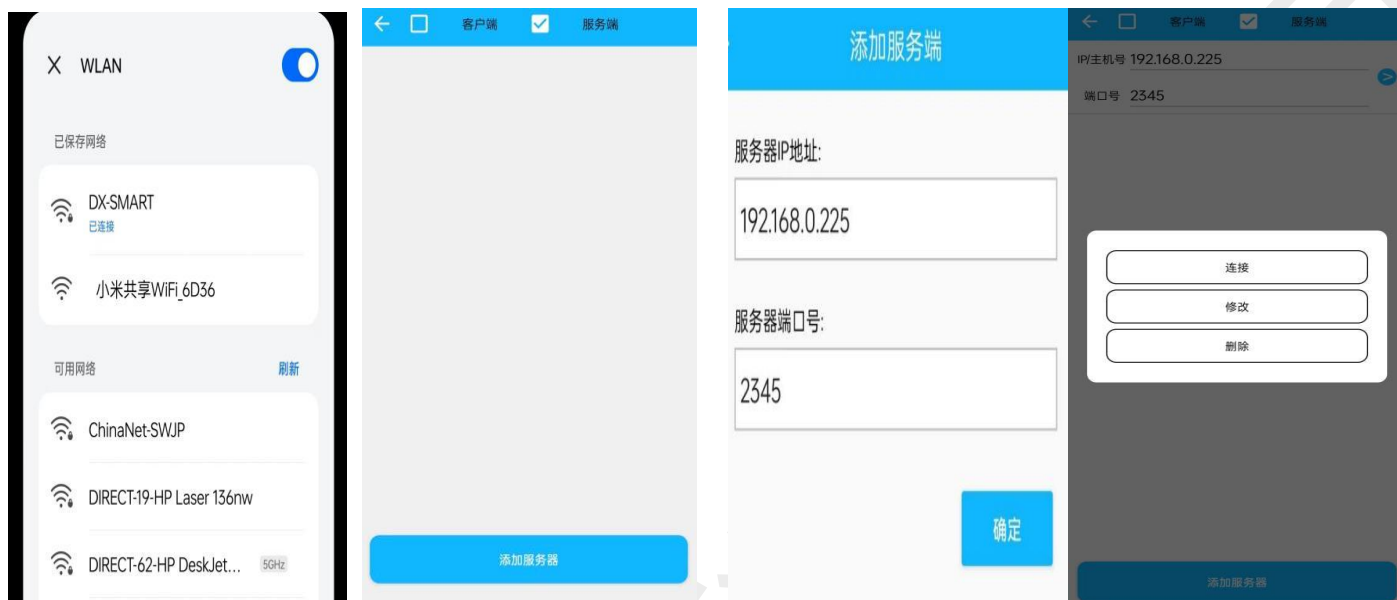 WLAN
已保存网络
DX-SMART
已连接
小米共享WiFi_6D36
可用网络 刷新
ChinaNet-SWJP
DIRECT-19-HP Laser 136nw
DIRECT-62-HP DeskJet... 5GHz
客户端 服务端
添加服务器
添加服务端
服务器IP地址:
192.168.0.225
服务器端口号:
2345
确定
客户端 服务端
IP/主机号 192.168.0.225
端口号 2345
连接
修改
删除
添加服务器